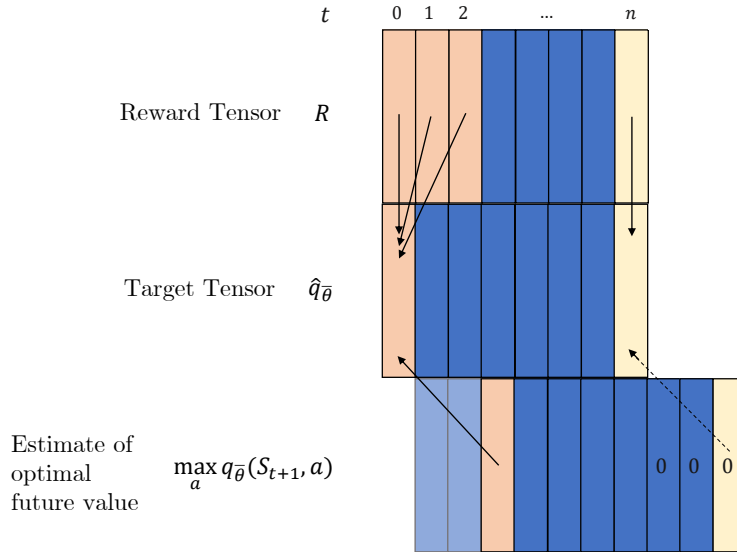 t 0 1 2 ... n
Reward Tensor R
Target Tensor q̂_θ̅
Estimate of
optimal max_a q_θ̅(S_{t+1}, a) 0 0 0
future value